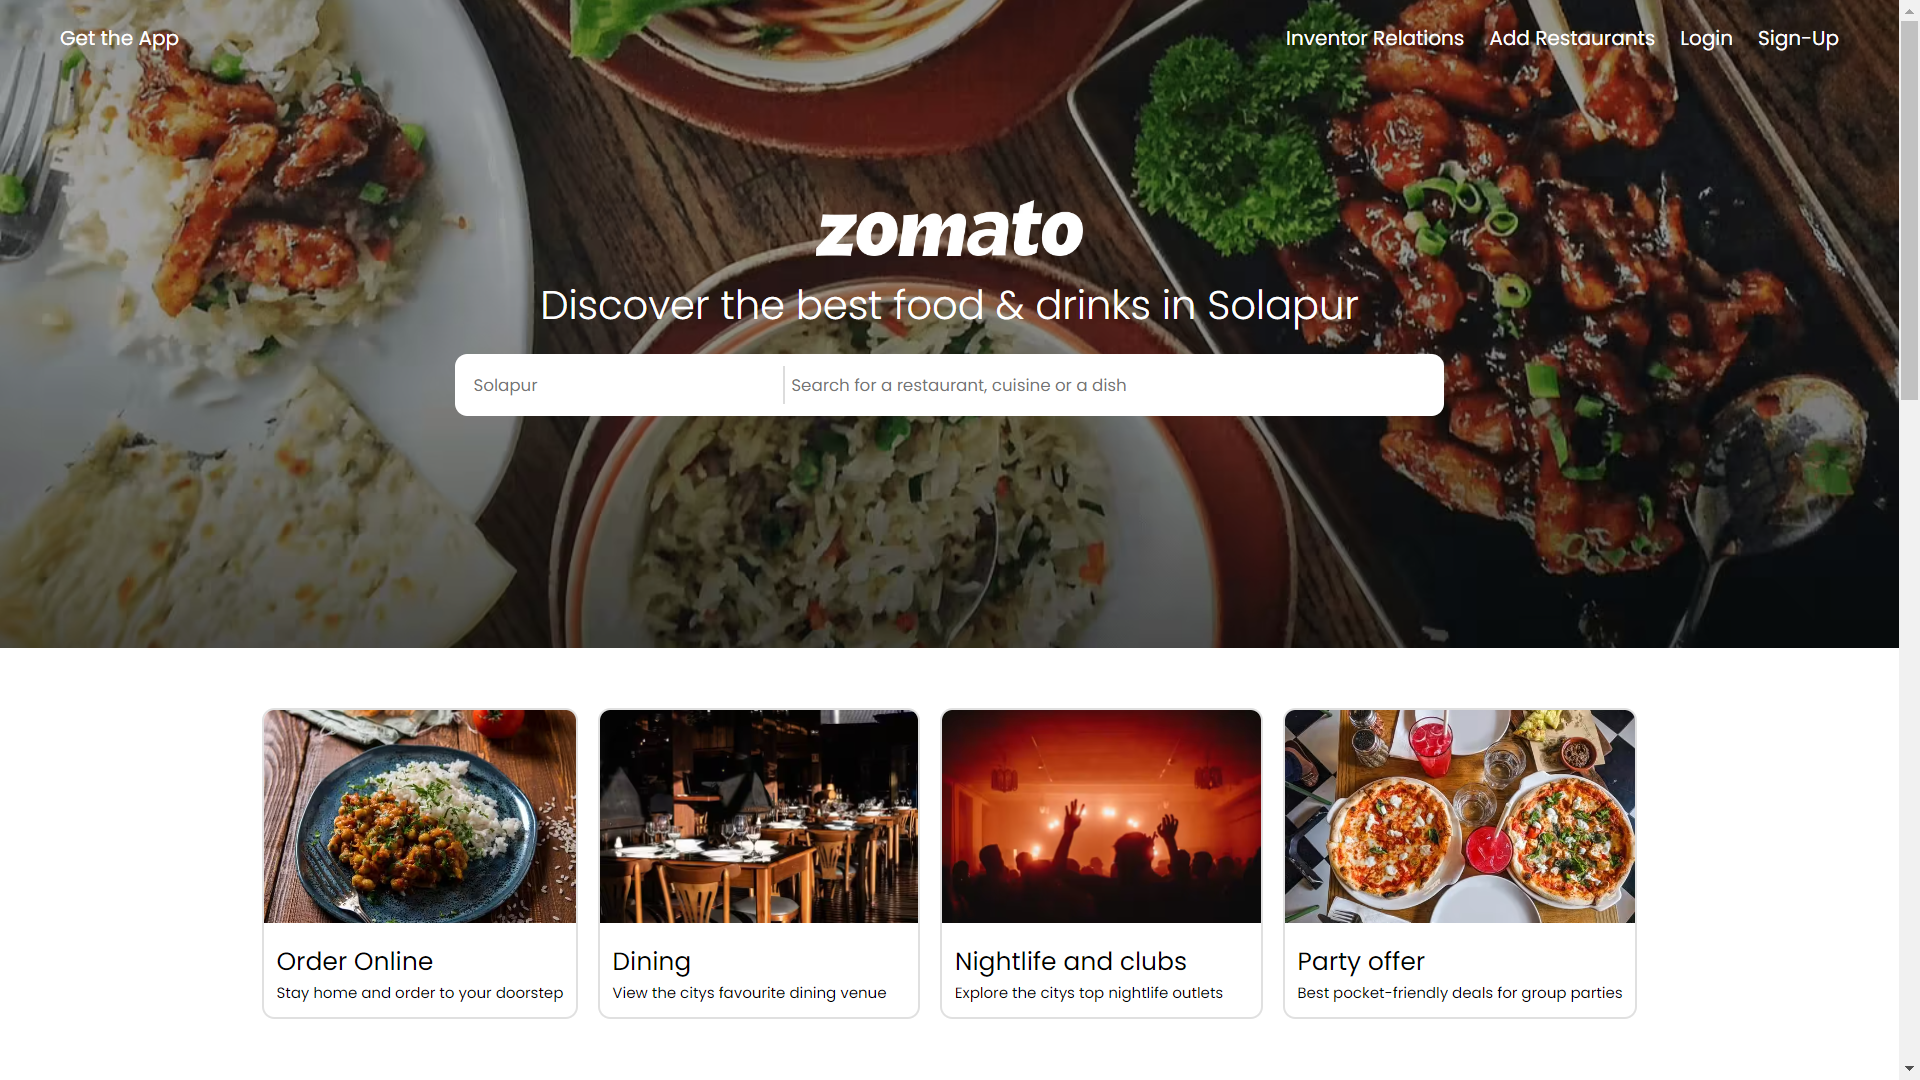 Get the App
Inventor Relations
Add Restaurants
Login
Sign-Up
zomato
Discover the best food & drinks in Solapur
Solapur
Search for a restaurant, cuisine or a dish
Order Online
Stay home and order to your doorstep
Dining
View the citys favourite dining venue
Nightlife and clubs
Explore the citys top nightlife outlets
Party offer
Best pocket-friendly deals for group parties